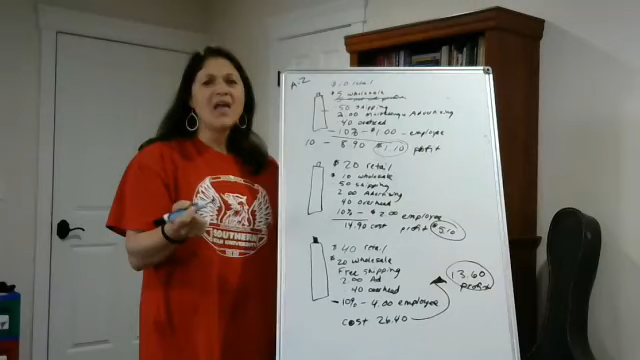 A-Z
retail
$5 wholesale
50 shipping
2.00 Marketing & Advertising
40 overhead
- 10% - $1.00 - employee
10 - 8.90 $1.10 profit
$20 retail
$10 wholesale
50 shipping
2.00 Advertising
40 overhead
10% - $2.00 employee
14.90 cost profit $5.10
$40 retail
$20 wholesale
Free shipping
2.00 Ad
40 overhead
- 10% - 4.00 employee
cost 26.40
13.60
profit
SOUTHERN
UNIVERSITY